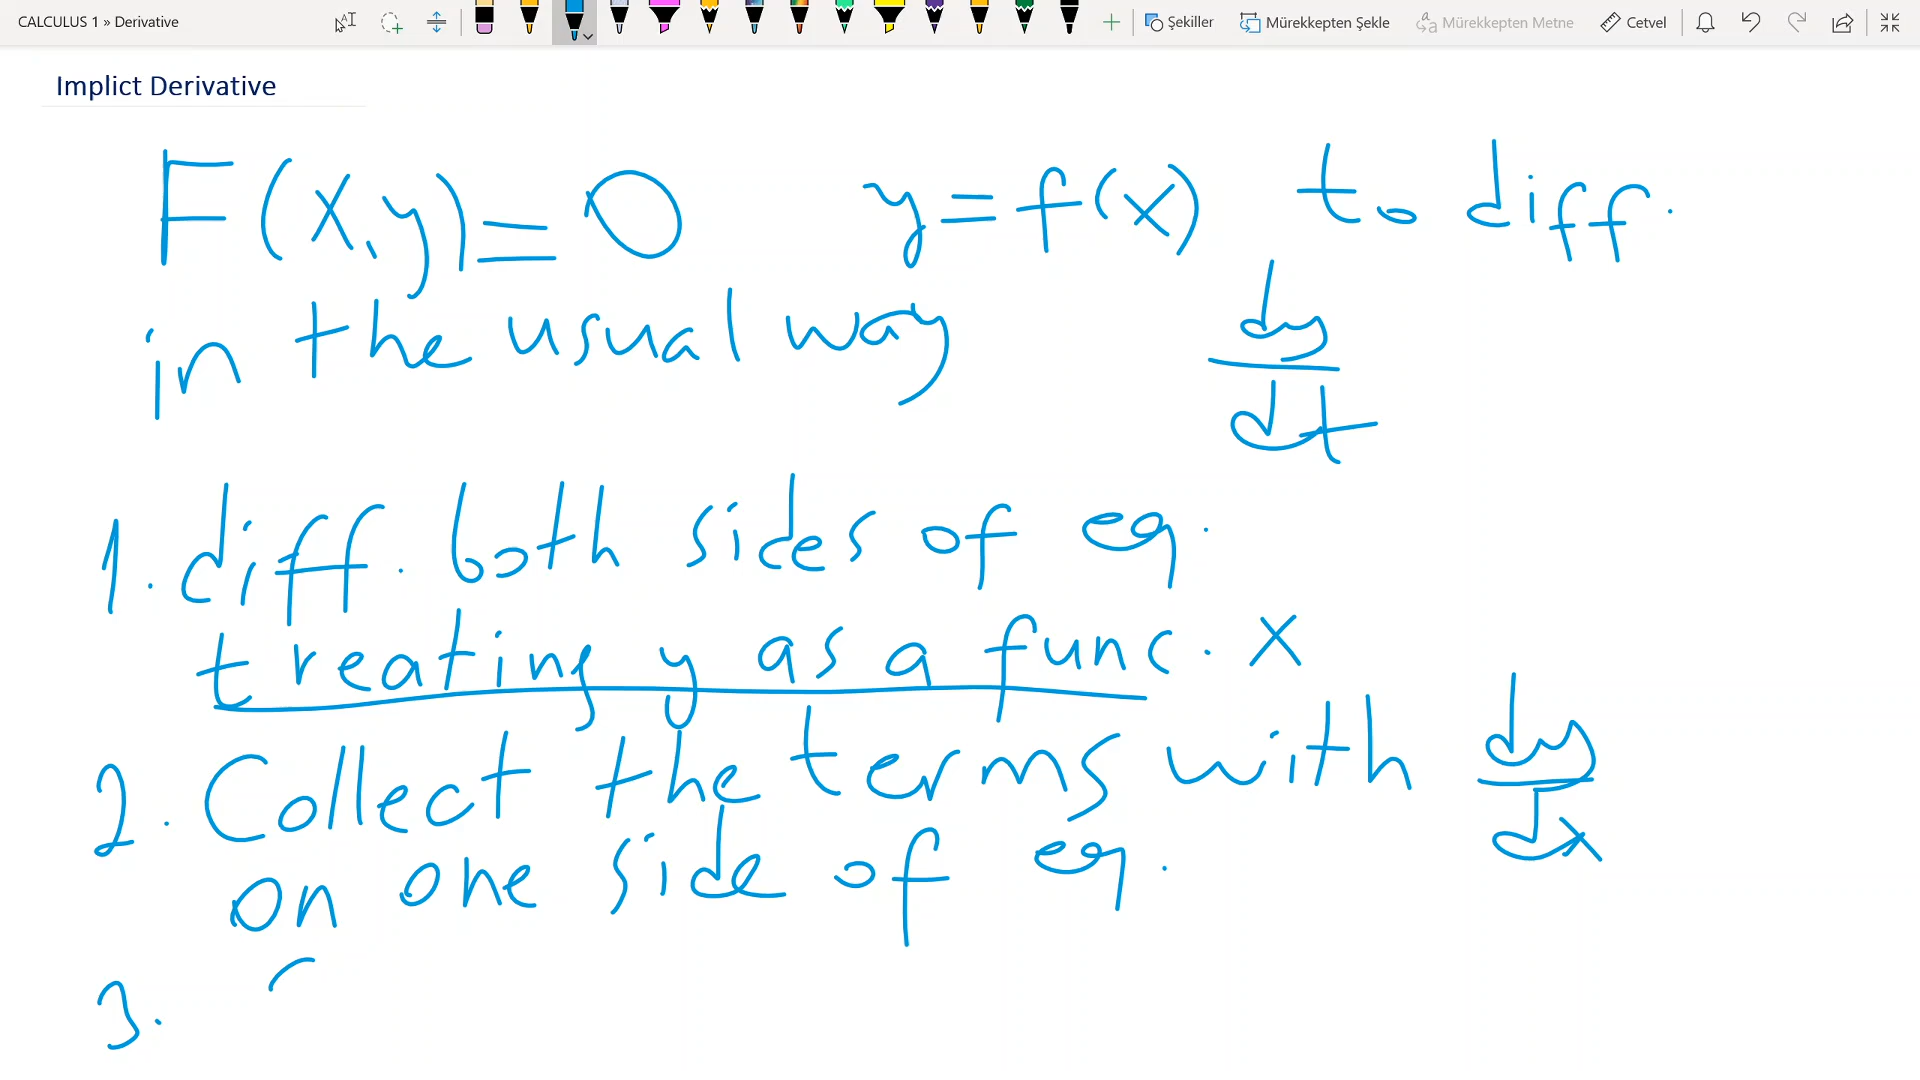 CALCULUS 1 » Derivative
Şekiller Mürekkepten Şekle Mürekkepten Metne Cetvel
Implict Derivative
F(x,y)=0 y=f(x) to diff.
in the usual way dy/dt
1. diff. both sides of eq.
treating y as a func. x
2. Collect the terms with dy/dx
on one side of eq.
3.